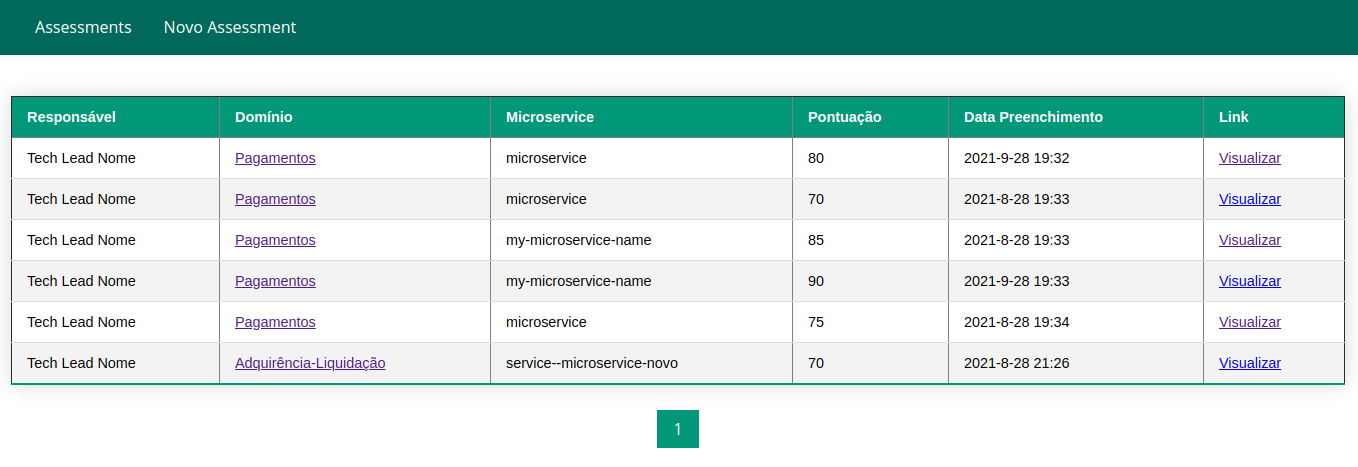 Assessments Novo Assessment
Responsável Domínio Microservice Pontuação Data Preenchimento Link
Tech Lead Nome Pagamentos microservice 80 2021-9-28 19:32 Visualizar
Tech Lead Nome Pagamentos microservice 70 2021-8-28 19:33 Visualizar
Tech Lead Nome Pagamentos my-microservice-name 85 2021-8-28 19:33 Visualizar
Tech Lead Nome Pagamentos my-microservice-name 90 2021-9-28 19:33 Visualizar
Tech Lead Nome Pagamentos microservice 75 2021-8-28 19:34 Visualizar
Tech Lead Nome Adquirência-Liquidação service--microservice-novo 70 2021-8-28 21:26 Visualizar
1